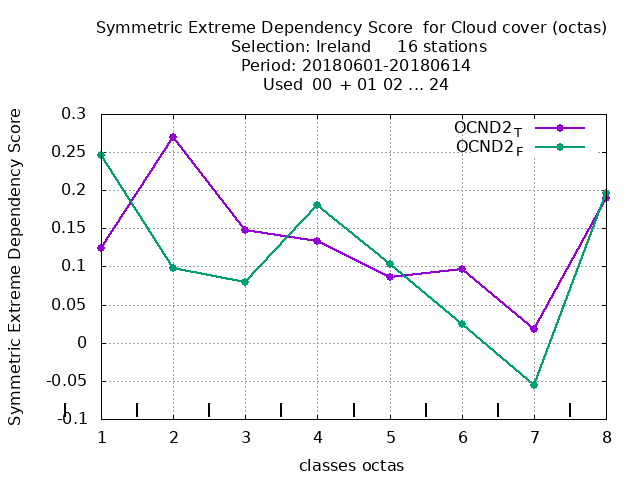 Symmetric Extreme Dependency Score for Cloud cover (octas)
Selection: Ireland 16 stations
Period: 20180601-20180614
Used 00 + 01 02 ... 24
Symmetric Extreme Dependency Score
0.3
0.25
0.2
0.15
0.1
0.05
0
-0.05
-0.1
OCND2T
OCND2F
1 2 3 4 5 6 7 8
classes octas